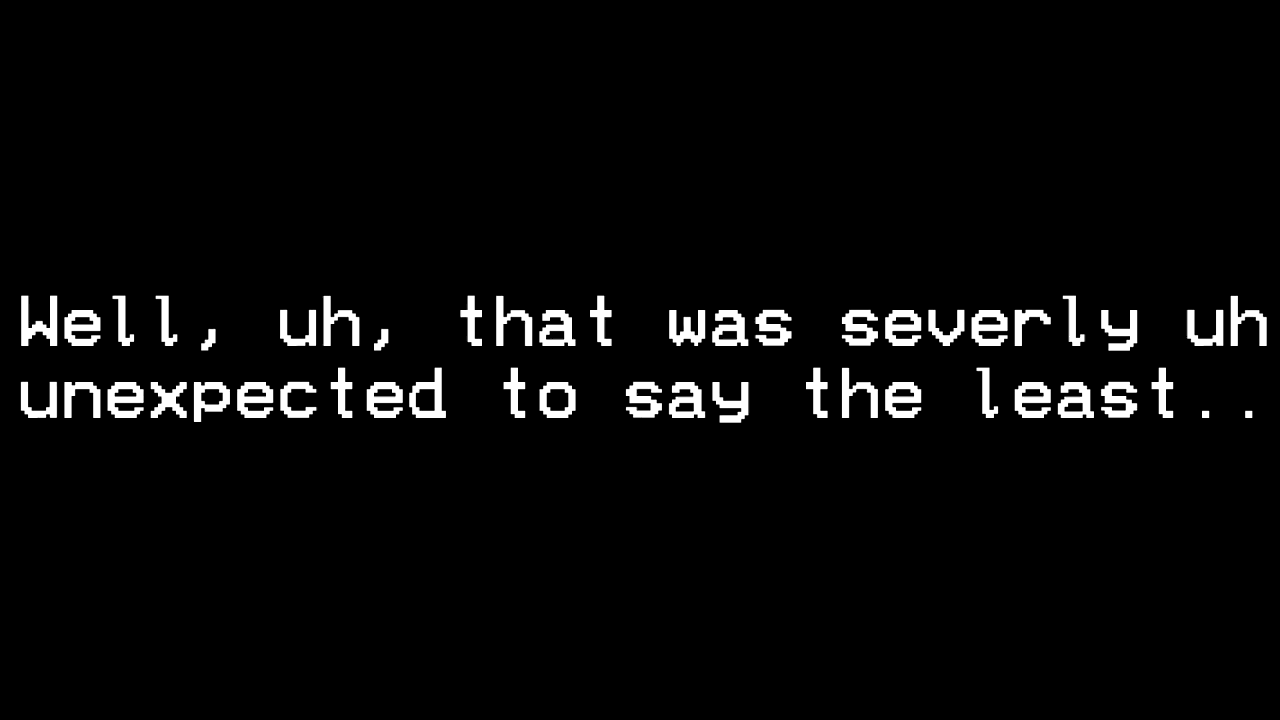 Well, uh, that was severly uh
unexpected to say the least..